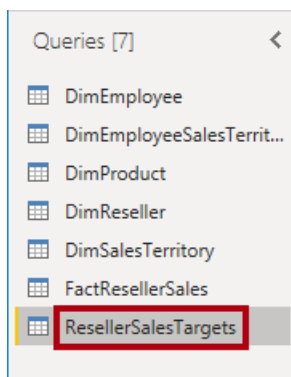 Queries [7]
DimEmployee
DimEmployeeSalesTerrit...
DimProduct
DimReseller
DimSalesTerritory
FactResellerSales
ResellerSalesTargets